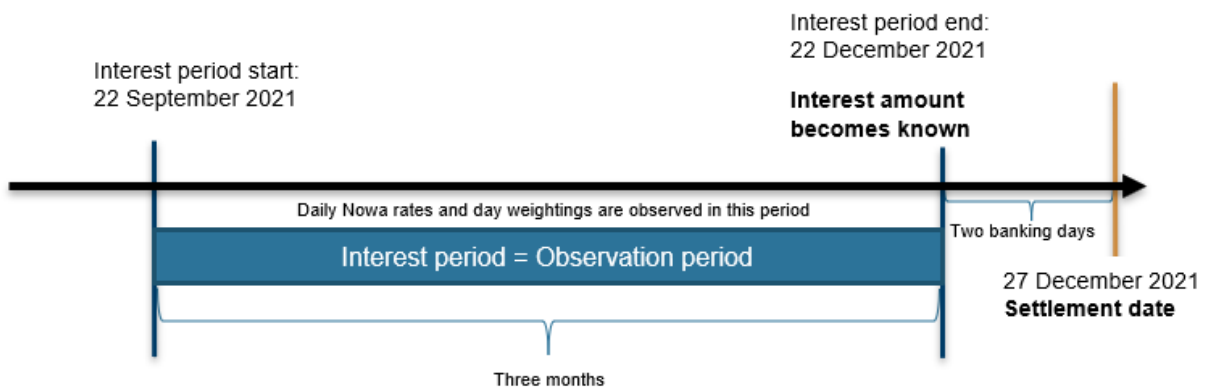 Interest period start:
22 September 2021
Interest period end:
22 December 2021
Interest amount
becomes known
Daily Nowa rates and day weightings are observed in this period
Two banking days
Interest period = Observation period
27 December 2021
Settlement date
Three months